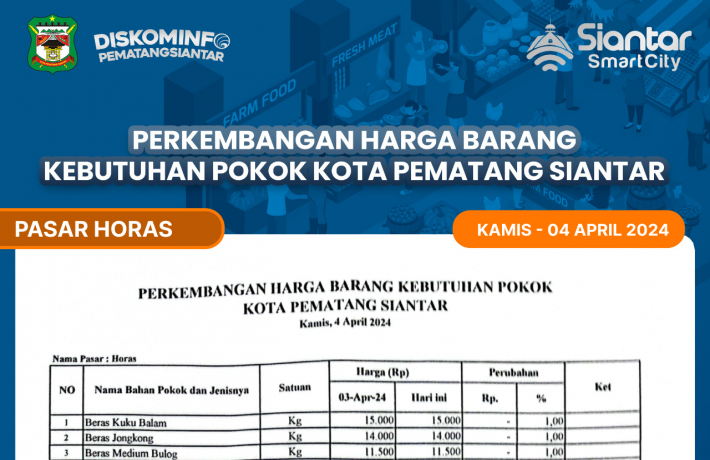 DISKOMINFO
PEMATANGSIANTAR
Siantar
SmartCity
FRESH MEAT
FARM FOOD
FARM FOOD
PERKEMBANGAN HARGA BARANG
KEBUTUHAN POKOK KOTA PEMATANG SIANTAR
PASAR HORAS
KAMIS - 04 APRIL 2024
PERKEMBANGAN HARGA BARANG KEBUTUHAN POKOK
KOTA PEMATANG SIANTAR
Kamis, 4 April 2024
Nama Pasar : Horas
NO Nama Bahan Pokok dan Jenisnya Satuan Harga (Rp) Perubahan Ket
03-Apr-24 Hari ini Rp. %
1 Beras Kuku Balam Kg 15.000 15.000 - 1,00
2 Beras Jongkong Kg 14.000 14.000 - 1,00
3 Beras Medium Bulog Kg 11.500 11.500 - 1,00